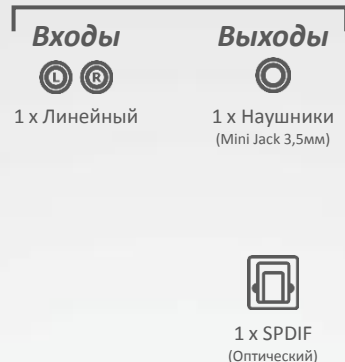 Входы
Выходы
L R
1 x Линейный
1 x Наушники
(Mini Jack 3,5мм)
1 x SPDIF
(Оптический)